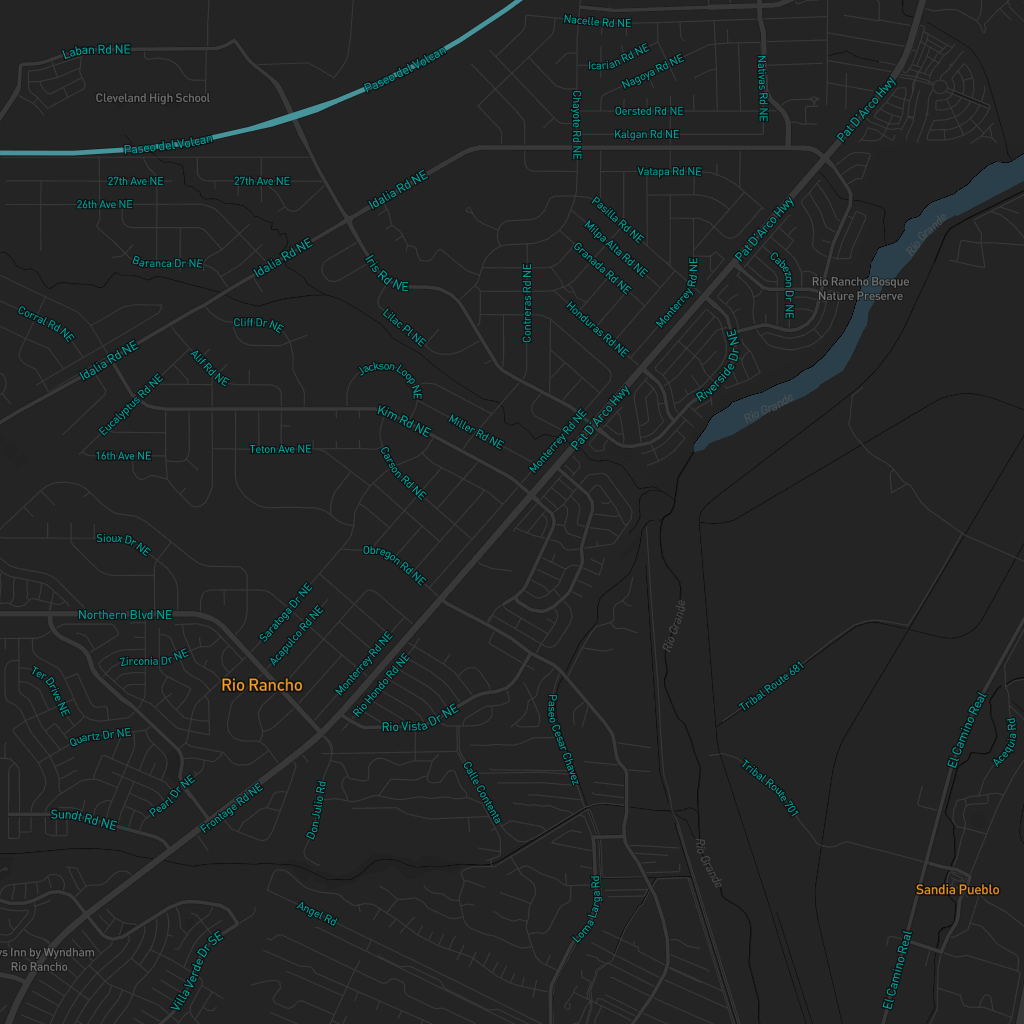 Nacelle Rd NE
Laban Rd NE
Icarian Rd NE
Paseo del Volcan
Nagoya Rd NE
Nativas Rd NE
Cleveland High School
Pat D'Arco Hwy
Oersted Rd NE
Chayote Rd NE
Kalgan Rd NE
Paseo del Volcan
Vatapa Rd NE
27th Ave NE
27th Ave NE
Idalia Rd NE
26th Ave NE
Pasilla Rd NE
Pat D'Arco Hwy
Rio Grande
Milpa Alta Rd NE
Idalia Rd NE
Baranca Dr NE
Granada Rd NE
Iris Rd NE
Cabezon Dr NE
Rio Rancho Bosque
Nature Preserve
Monterrey Rd NE
Contreras Rd NE
Corral Rd NE
Cliff Dr NE
Lilac Pl NE
Honduras Rd NE
Idalia Rd NE
Alif Rd NE
Riverside Dr NE
Jackson Loop NE
Eucalyptus Rd NE
Rio Grande
Kim Rd NE
Miller Rd NE
Pat D'Arco Hwy
Monterrey Rd NE
16th Ave NE
Teton Ave NE
Carson Rd NE
Sioux Dr NE
Obregon Rd NE
Northern Blvd NE
Saratoga Dr NE
Acapulco Rd NE
Rio Grande
Zirconia Dr NE
Monterrey Rd NE
Ter Drive NE
Rio Rancho
Rio Hondo Rd NE
Tribal Route 681
Rio Vista Dr NE
Paseo Cesar Chavez
El Camino Real
Acequia Rd
Quartz Dr NE
Calle Contenta
Tribal Route 701
Pearl Dr NE
Don Julio Rd
Frontage Rd NE
Sundt Rd NE
Rio Grande
Sandia Pueblo
Loma Larga Rd
Angel Rd
Inn by Wyndham
Rio Rancho
Villa Verde Dr SE
El Camino Real